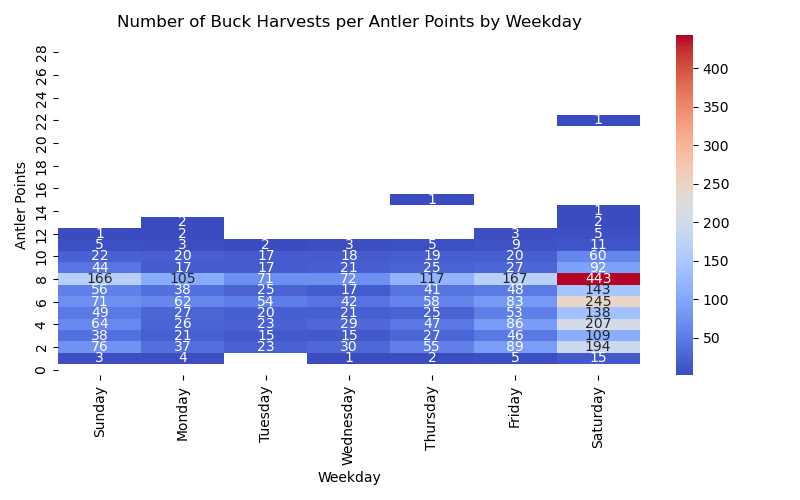 Number of Buck Harvests per Antler Points by Weekday
Antler Points
28
26
24
22 1
20
18
16
1
14 1
2 2
12 1 2 3 5
5 3 2 3 5 9 11
10 22 20 17 18 19 20 60
44 17 17 21 25 27 92
8 166 105 71 72 117 167 443
56 38 25 17 41 48 143
6 71 62 54 42 58 83 245
49 27 20 21 25 53 138
4 64 26 23 29 47 86 207
38 21 15 15 27 46 109
2 76 37 23 30 55 89 194
3 4 1 2 5 15
0
Sunday Monday Tuesday Wednesday Thursday Friday Saturday
Weekday
400
350
300
250
200
150
100
50